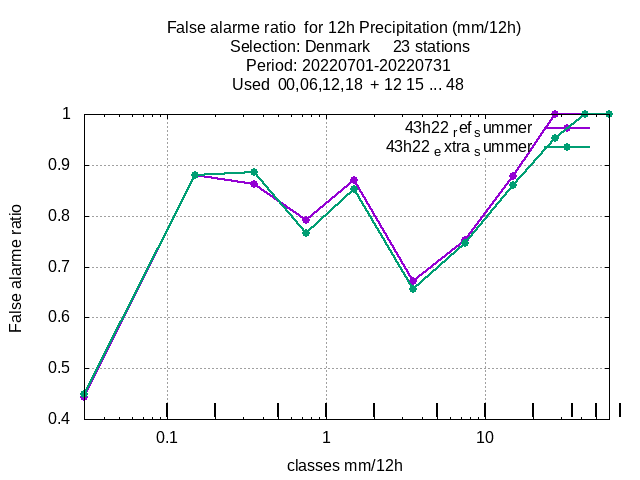 False alarme ratio  for 12h Precipitation (mm/12h)
Selection: Denmark     23 stations
Period: 20220701-20220731
Used  00,06,12,18  + 12 15 ... 48
43h22 ref summer
43h22 extra summer
1
0.9
0.8
0.7
0.6
0.5
0.4
False alarme ratio
0.1 1 10
classes mm/12h